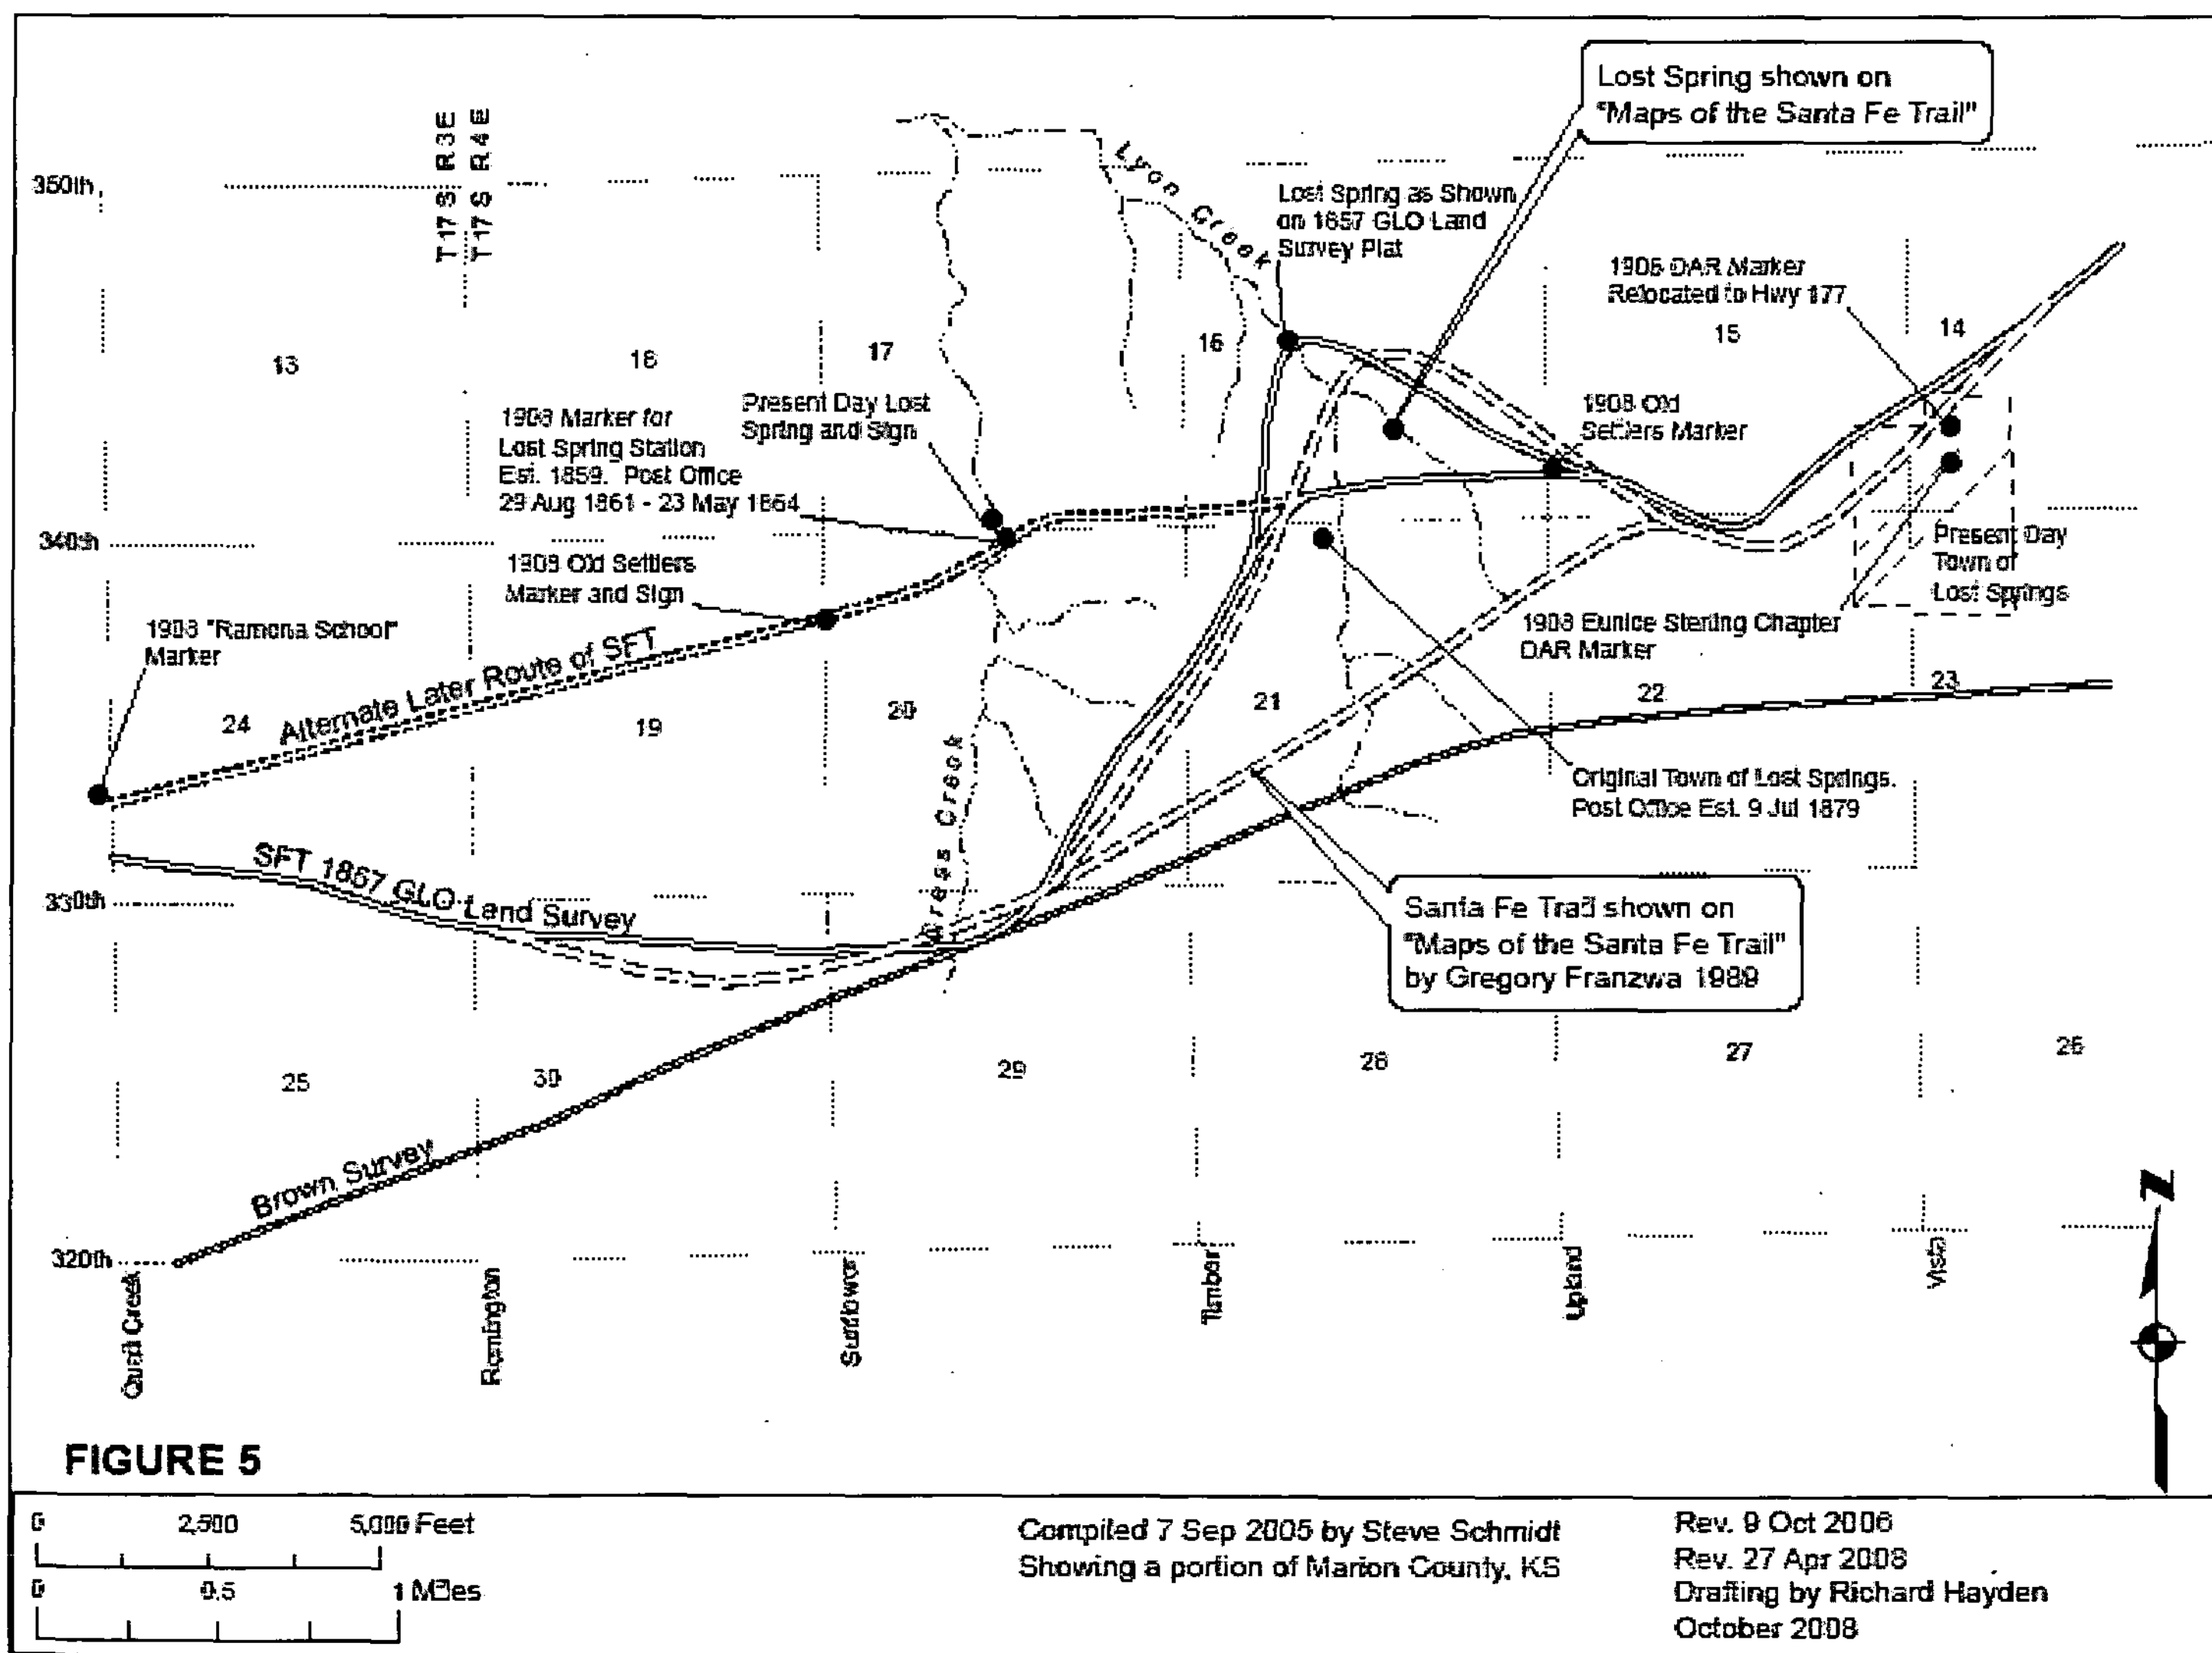 Lost Spring shown on
"Maps of the Santa Fe Trail"
T 17 S R 3 E
T 17 S R 4 E
350th
Lyon Creek
Lost Spring as Shown
on 1857 GLO Land
Survey Plat
DAR Marker
Relocated to Hwy 177
13
18
17
16
15
14
Marker for
Lost Spring Station
Est. 1859. Post Office
29 Aug 1861 - 23 May 1864
Present Day Lost
Spring and Sign
1908 Old
Settlers Marker
340th
1908 Old Settlers
Marker and Sign
Present Day
Town of
Lost Springs
1908 "Ramona School"
Marker
Alternate Later Route of SFT
1908 Eunice Sterling Chapter
DAR Marker
24
19
20
21
22
23
Cress Creek
Original Town of Lost Springs.
Post Office Est. 9 Jul 1879
SFT 1857 GLO Land Survey
330th
Santa Fe Trail shown on
"Maps of the Santa Fe Trail"
by Gregory Franzwa 1989
25
30
29
28
27
26
Brown Survey
320th
Quail Creek
Remington
Sunflower
Timber
Upland
Vista
N
FIGURE 5
0 2,500 5,000 Feet
0 0.5 1 Miles
Compiled 7 Sep 2005 by Steve Schmidt
Showing a portion of Marion County, KS
Rev. 9 Oct 2006
Rev. 27 Apr 2008
Drafting by Richard Hayden
October 2008